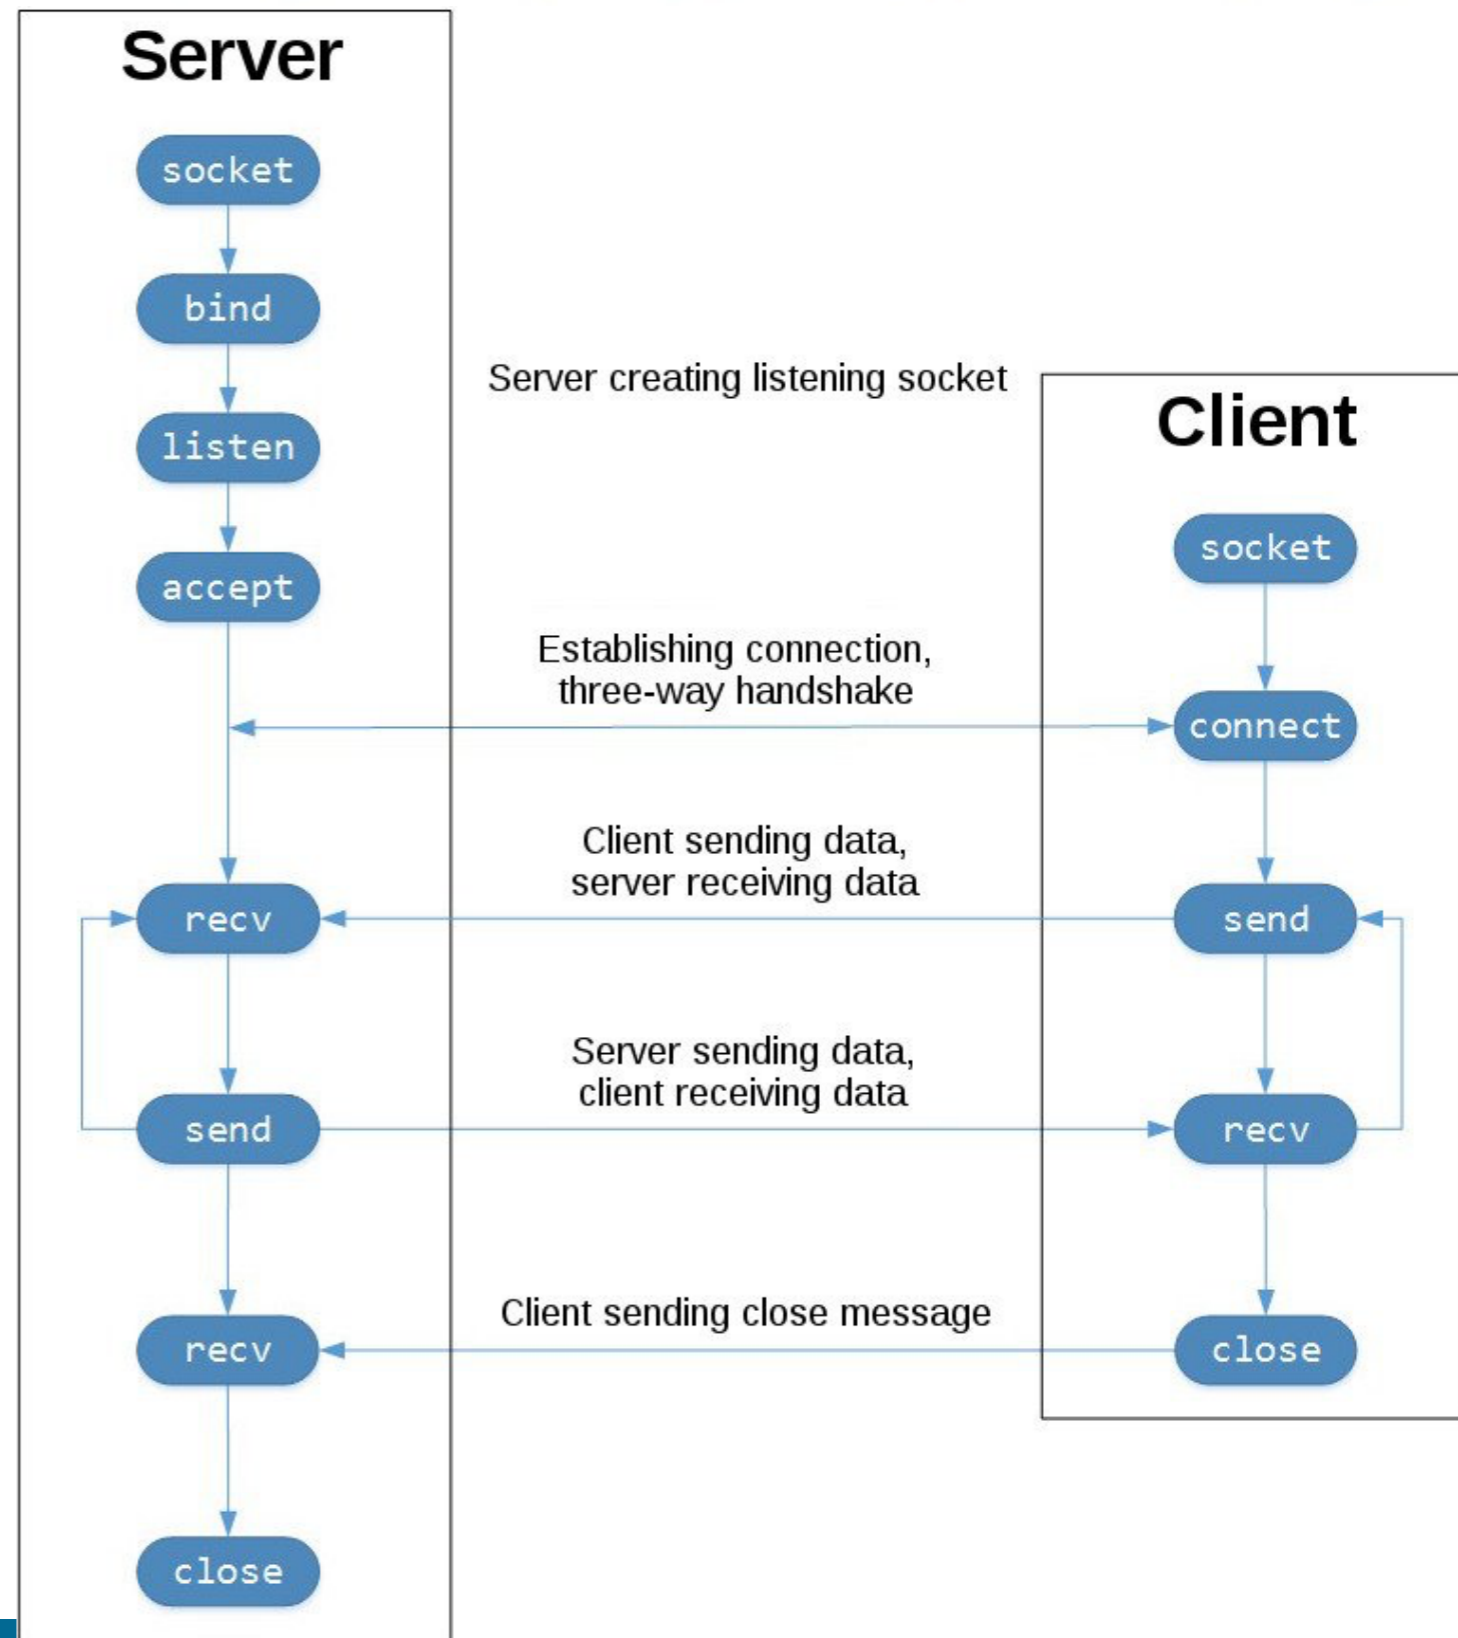 Server
socket
bind
Server creating listening socket
listen
Client
socket
accept
Establishing connection,
three-way handshake
connect
Client sending data,
server receiving data
recv
send
Server sending data,
client receiving data
send
recv
Client sending close message
recv
close
close